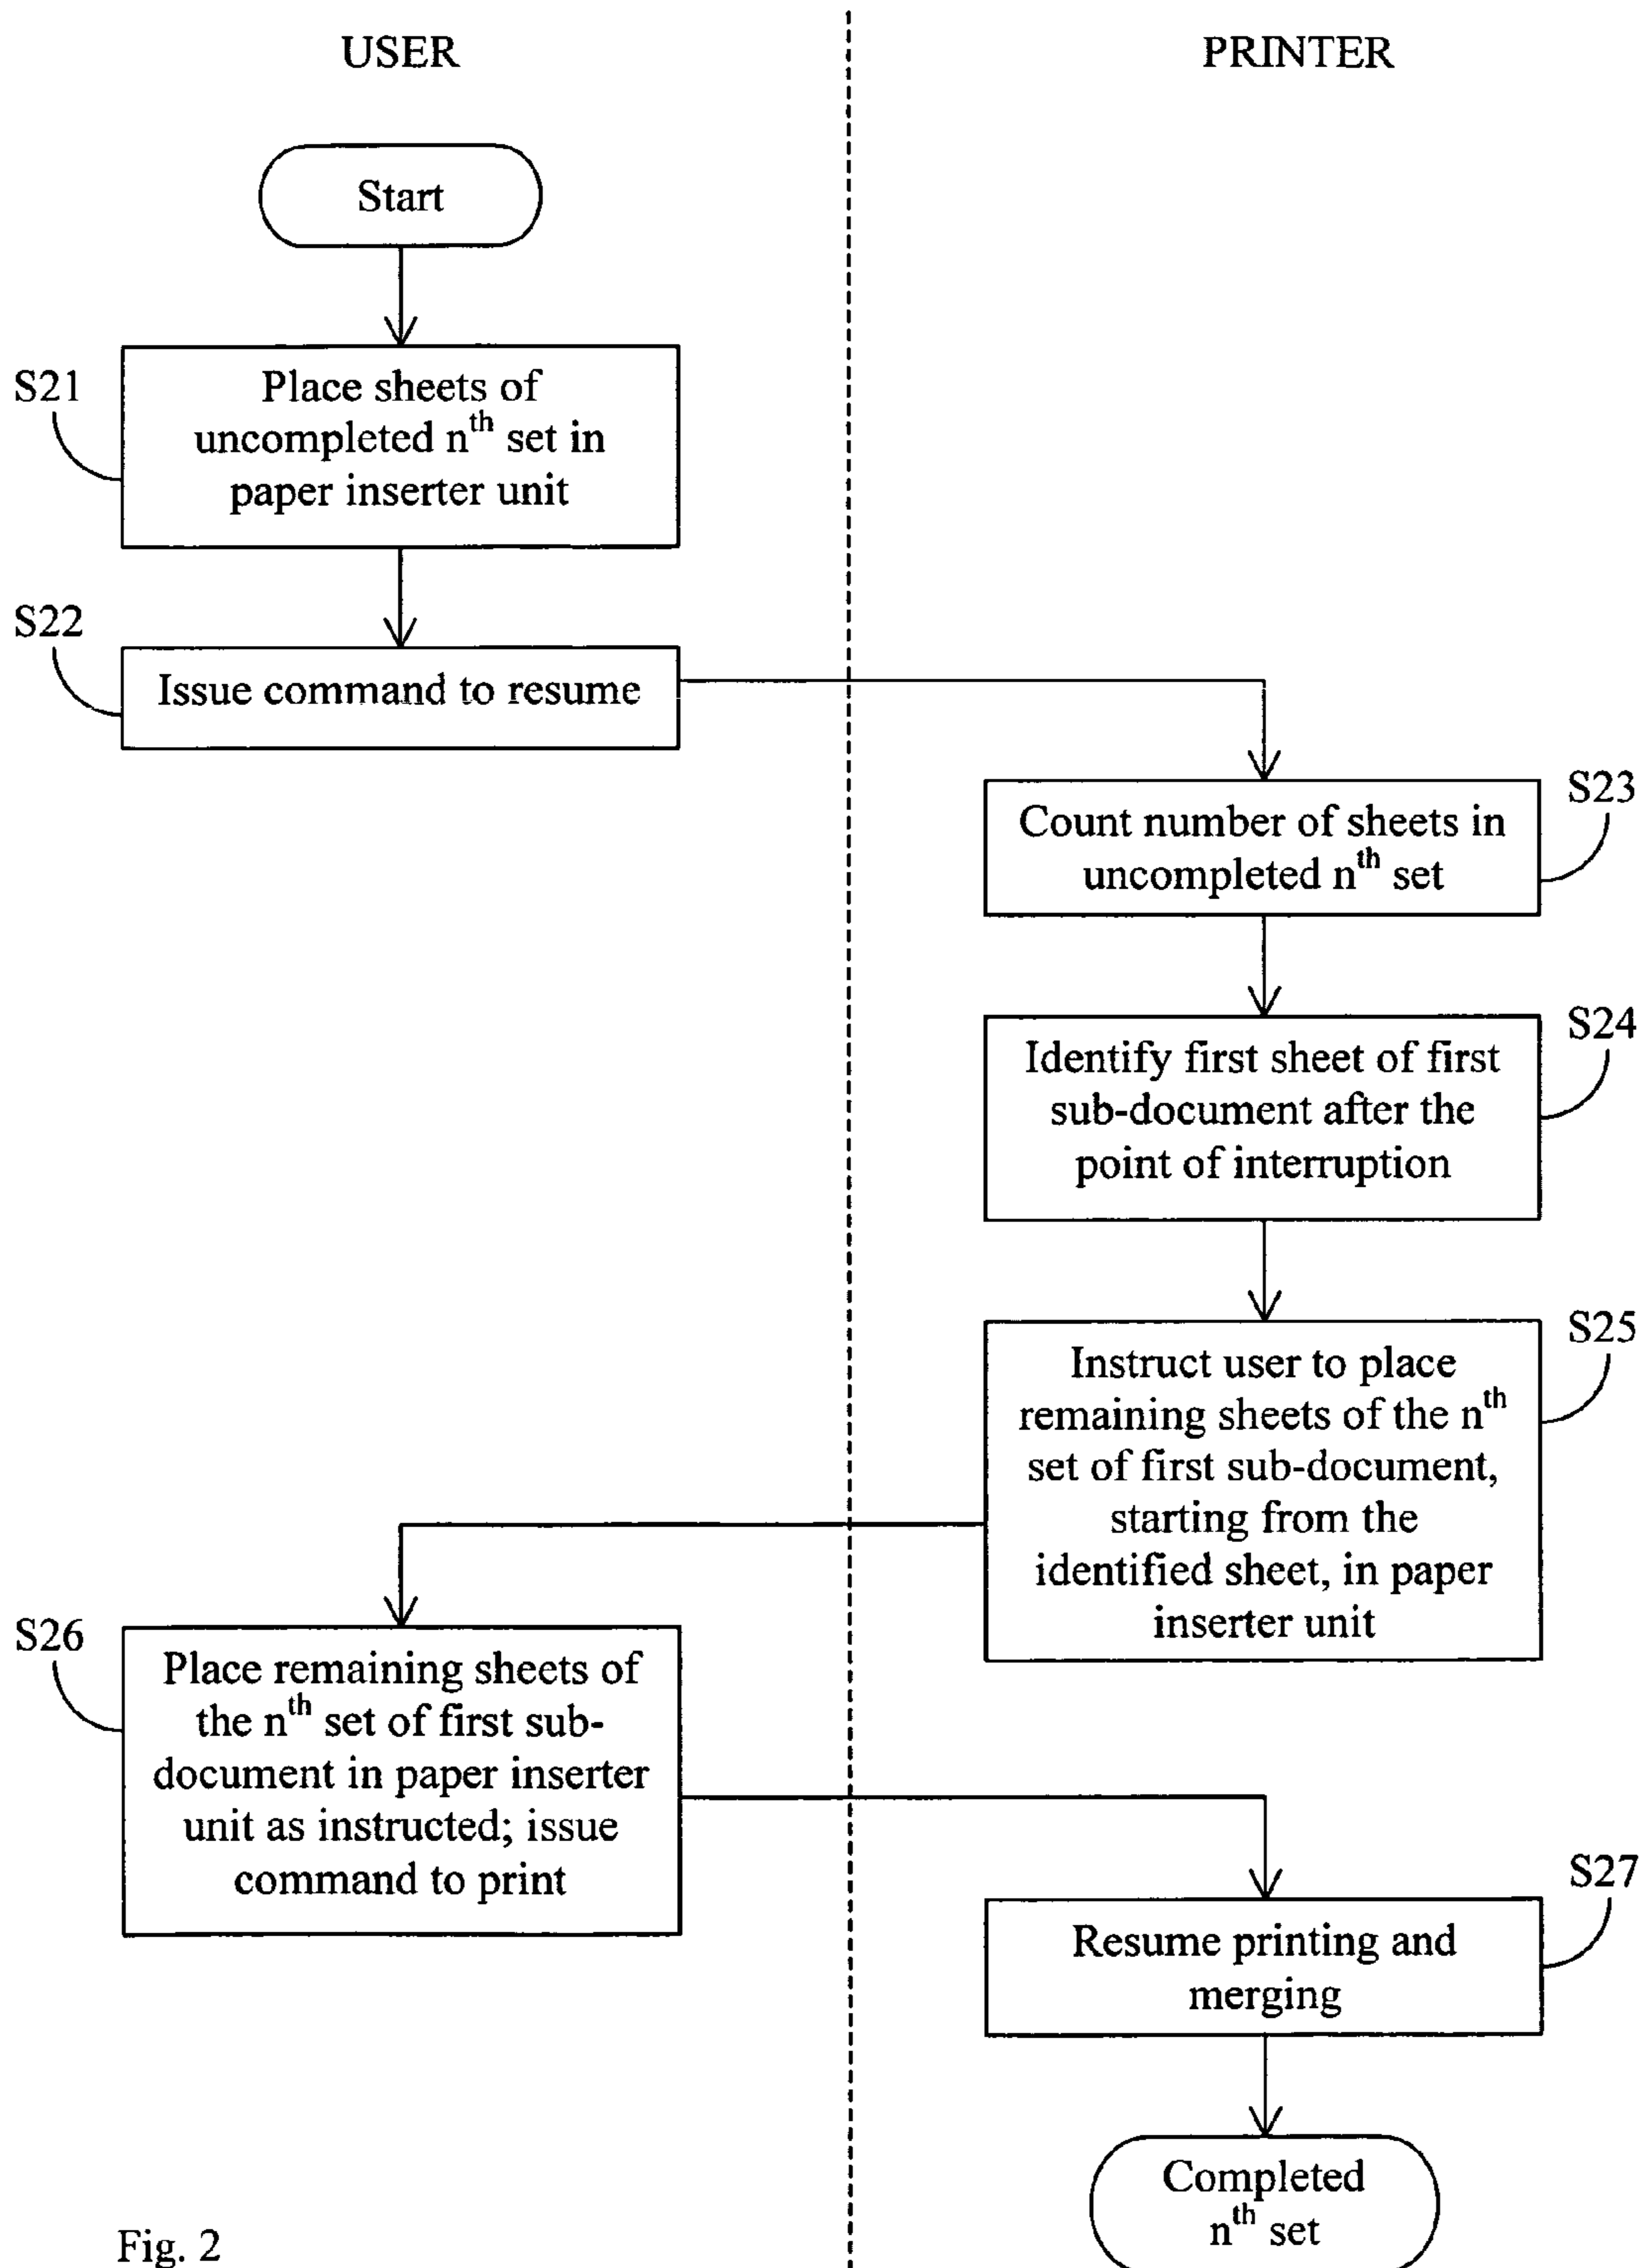 USER
PRINTER
Start
S21
Place sheets of
uncompleted nth set in
paper inserter unit
S22
Issue command to resume
S23
Count number of sheets in
uncompleted nth set
S24
Identify first sheet of first
sub-document after the
point of interruption
S25
Instruct user to place
remaining sheets of the nth
set of first sub-document,
starting from the
identified sheet, in paper
inserter unit
S26
Place remaining sheets of
the nth set of first sub-
document in paper inserter
unit as instructed; issue
command to print
S27
Resume printing and
merging
Completed
nth set
Fig. 2